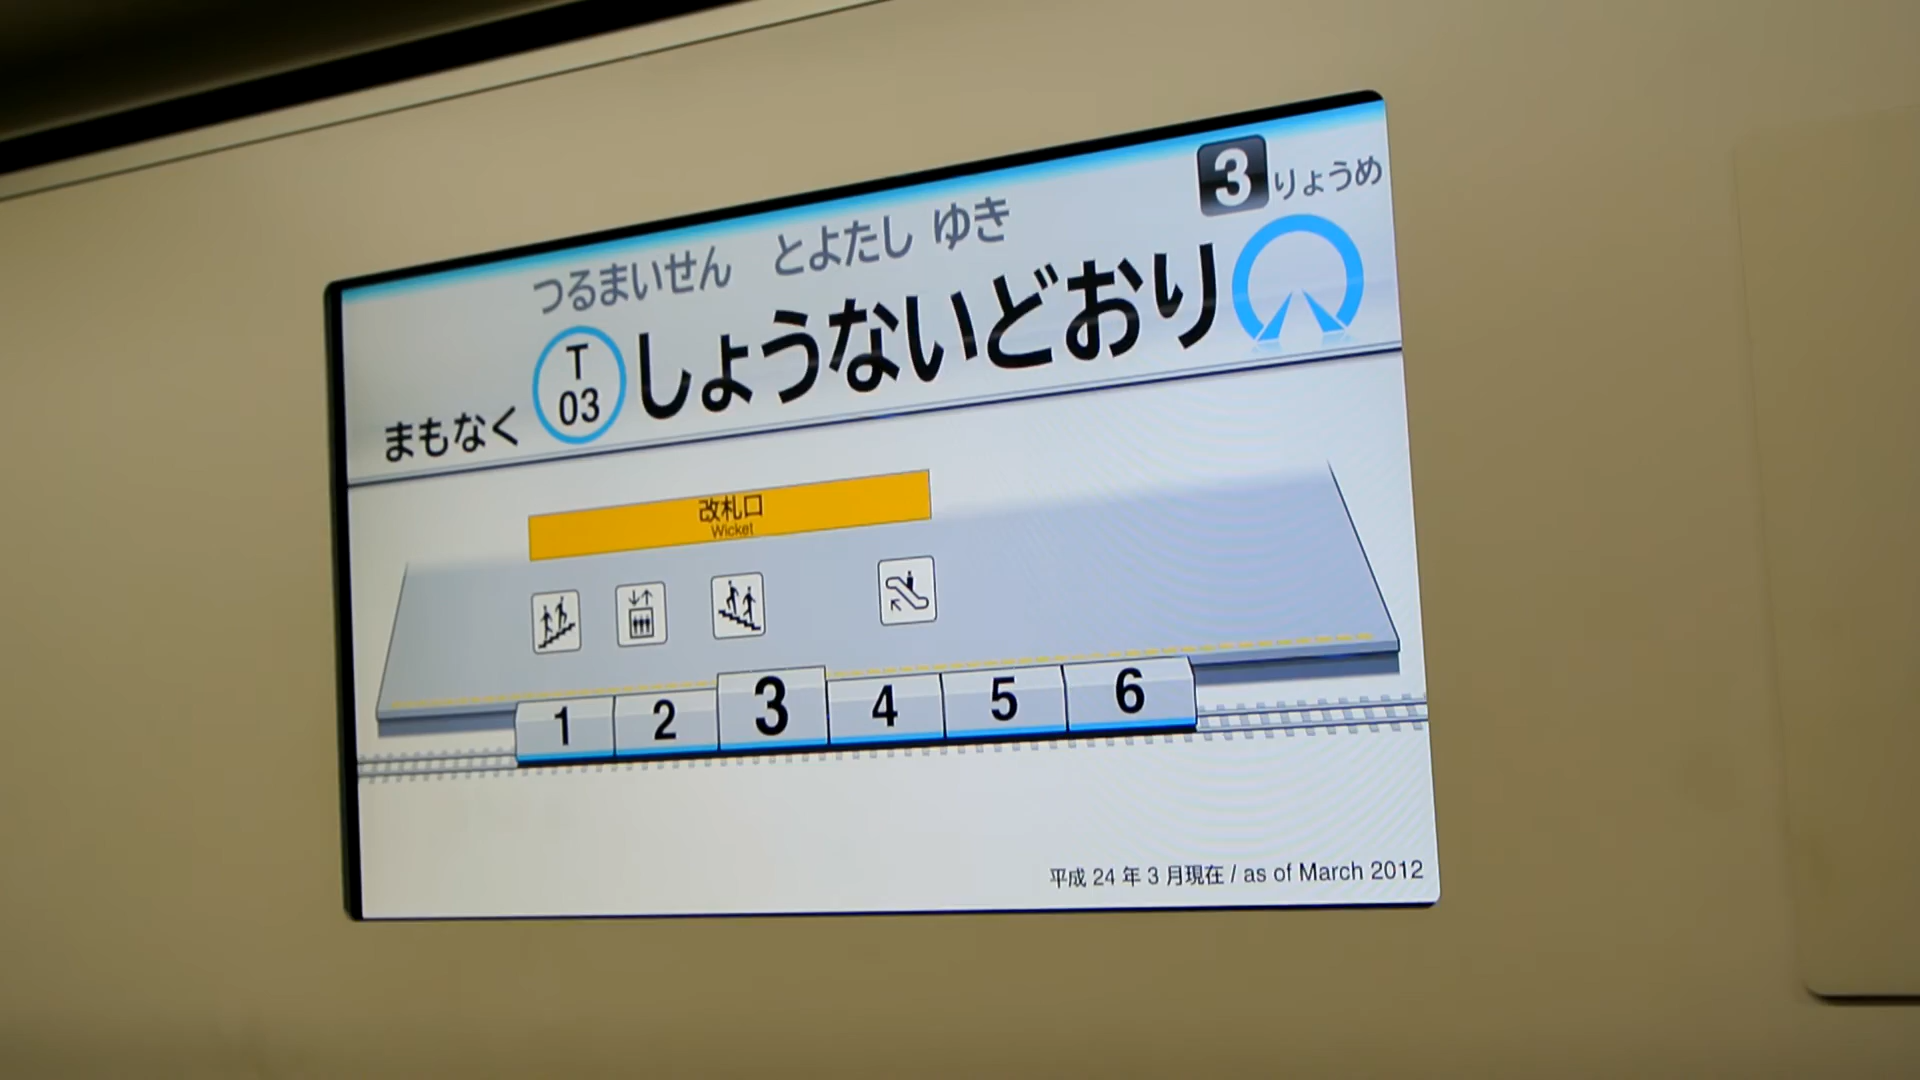 3 りょうめ
つるまいせん とよたし ゆき
まもなく T 03 しょうないどおり
改札口
Wicket
1 2 3 4 5 6
平成 24 年 3 月現在 / as of March 2012